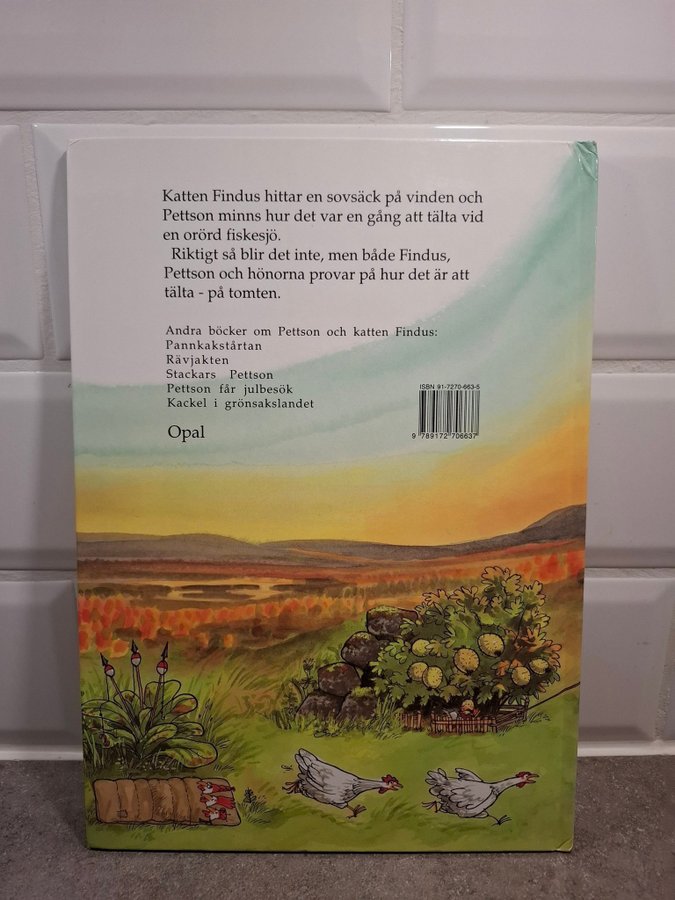 Katten Findus hittar en sovsäck på vinden och
Pettson minns hur det var en gång att tälta vid
en orörd fiskesjö.
Riktigt så blir det inte, men både Findus,
Pettson och hönorna provar på hur det är att
tälta - på tomten.
Andra böcker om Pettson och katten Findus:
Pannkakstårtan
Rävjakten
Stackars Pettson
Pettson får julbesök
Kackel i grönsakslandet
Opal
ISBN 91-7270-663-5
9 789172 706637